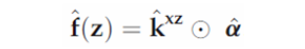 f̂(z) = k̂ˣᶻ ⊙ α̂